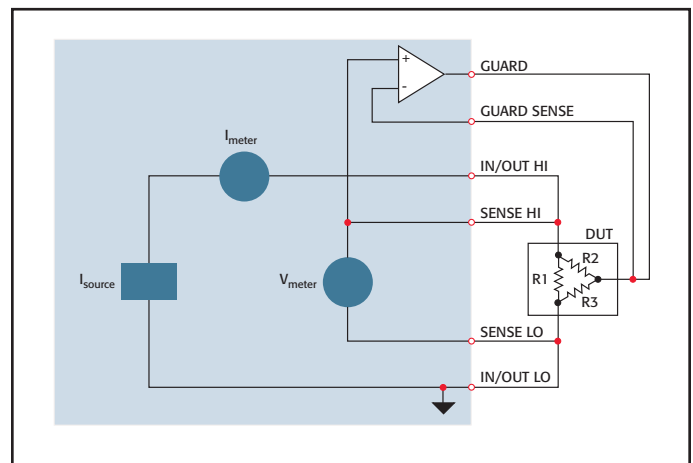 +
-
GUARD
GUARD SENSE
Imeter
IN/OUT HI
SENSE HI
DUT
R2
R1
R3
Isource
Vmeter
SENSE LO
IN/OUT LO